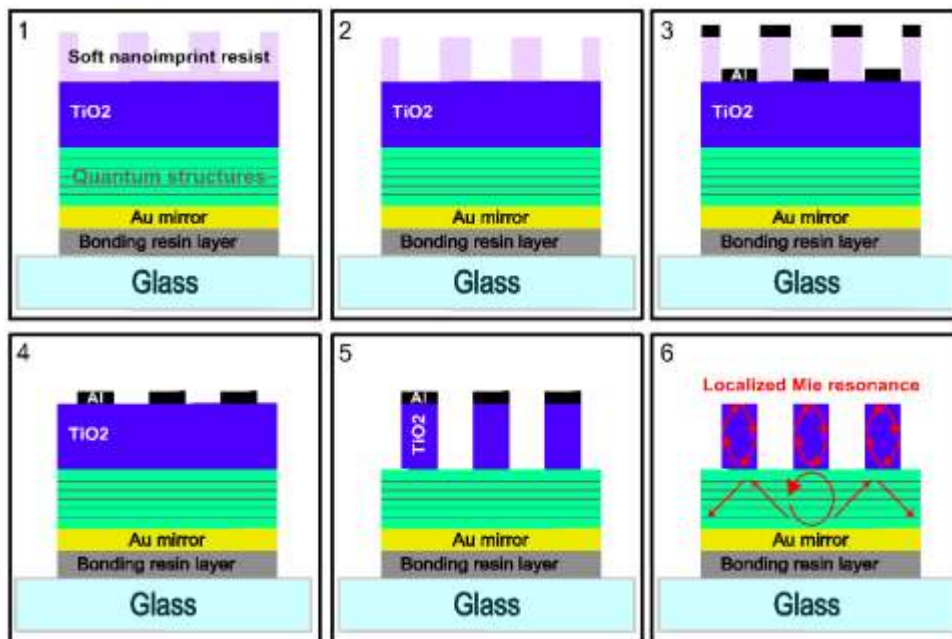 1
Soft nanoimprint resist
TiO2
Quantum structures
Au mirror
Bonding resin layer
Glass
2
TiO2
Au mirror
Bonding resin layer
Glass
3
Al
TiO2
Au mirror
Bonding resin layer
Glass
4
Al
TiO2
Au mirror
Bonding resin layer
Glass
5
Al
TiO2
Au mirror
Bonding resin layer
Glass
6
Localized Mie resonance
Au mirror
Bonding resin layer
Glass